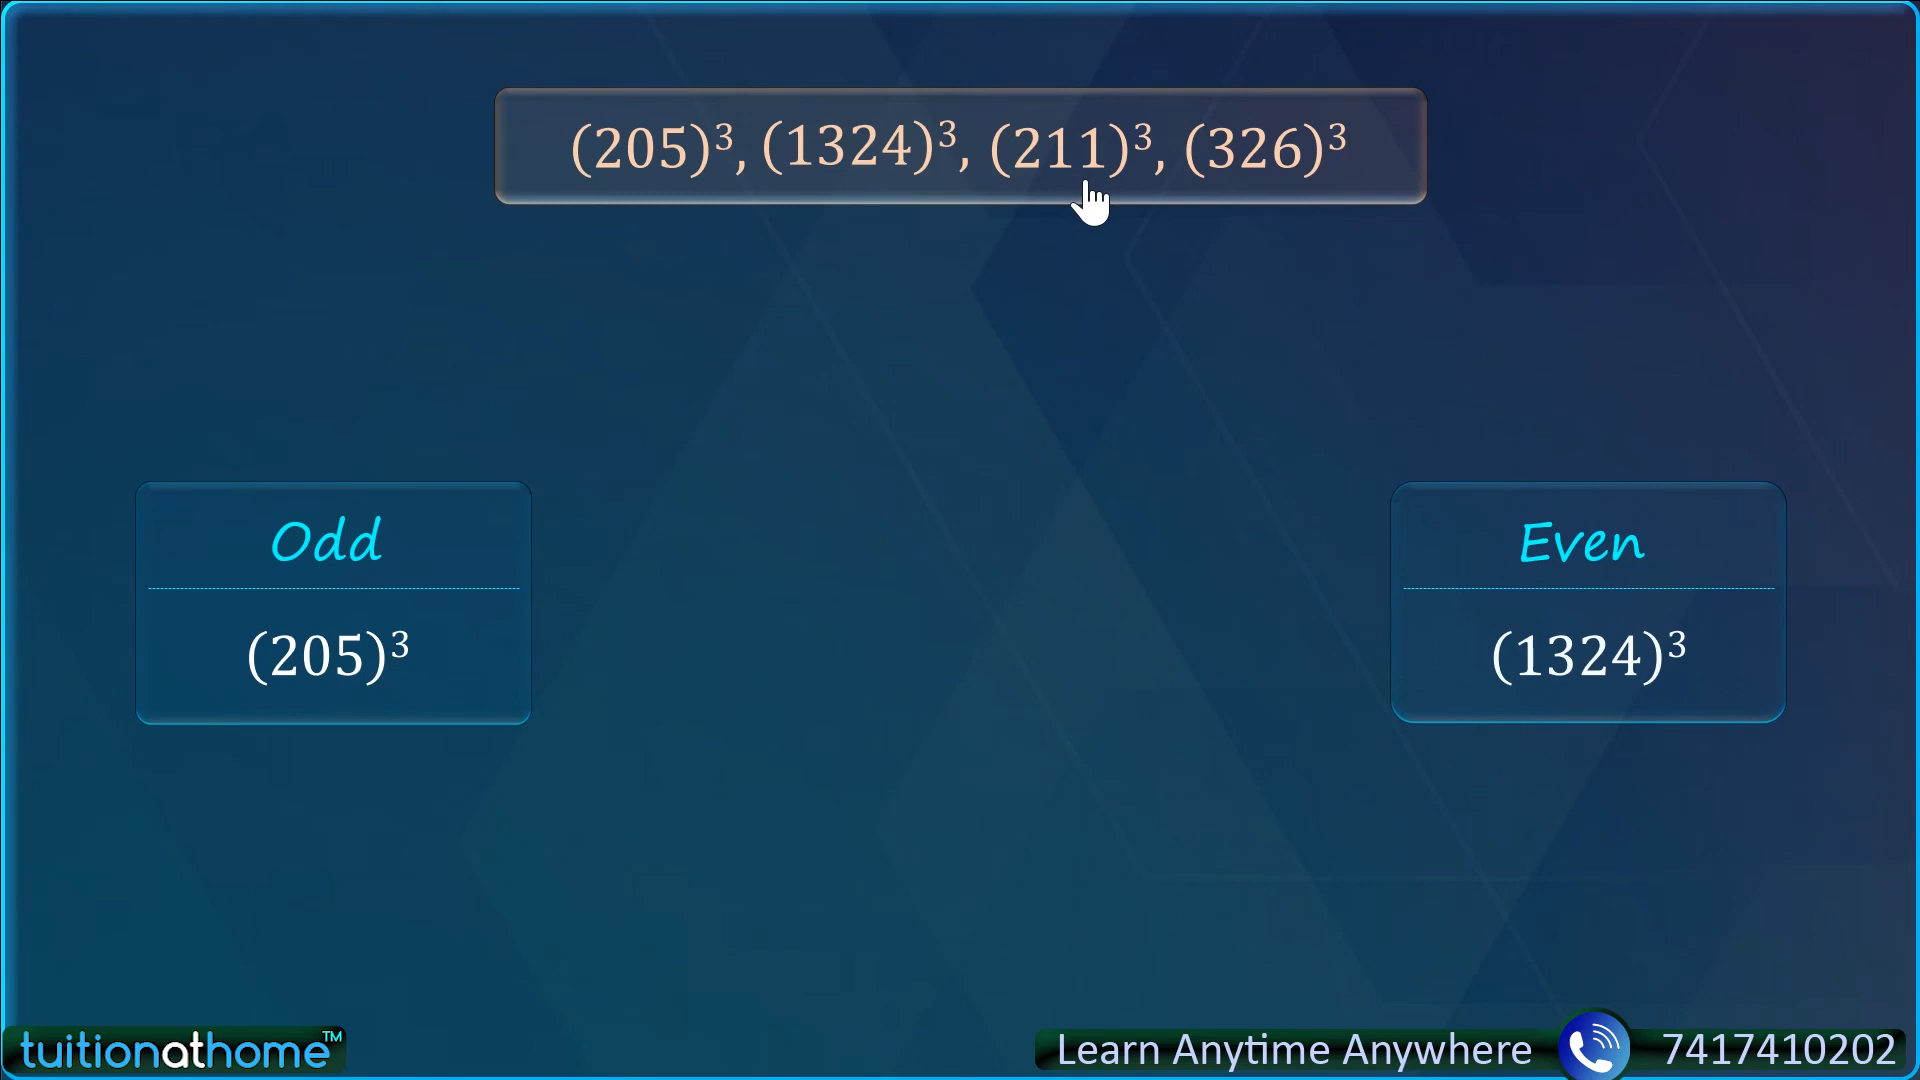 (205)³, (1324)³, (211)³, (326)³
Odd
(205)³
Even
(1324)³
tuitionathome™
Learn Anytime Anywhere 7417410202